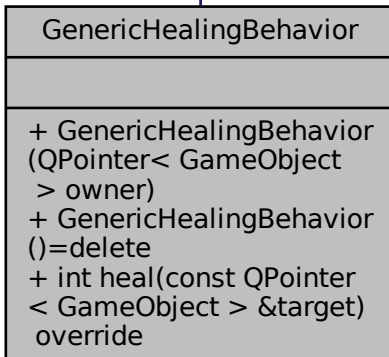 GenericHealingBehavior
+ GenericHealingBehavior
(QPointer< GameObject
> owner)
+ GenericHealingBehavior
()=delete
+ int heal(const QPointer
< GameObject > &target)
override